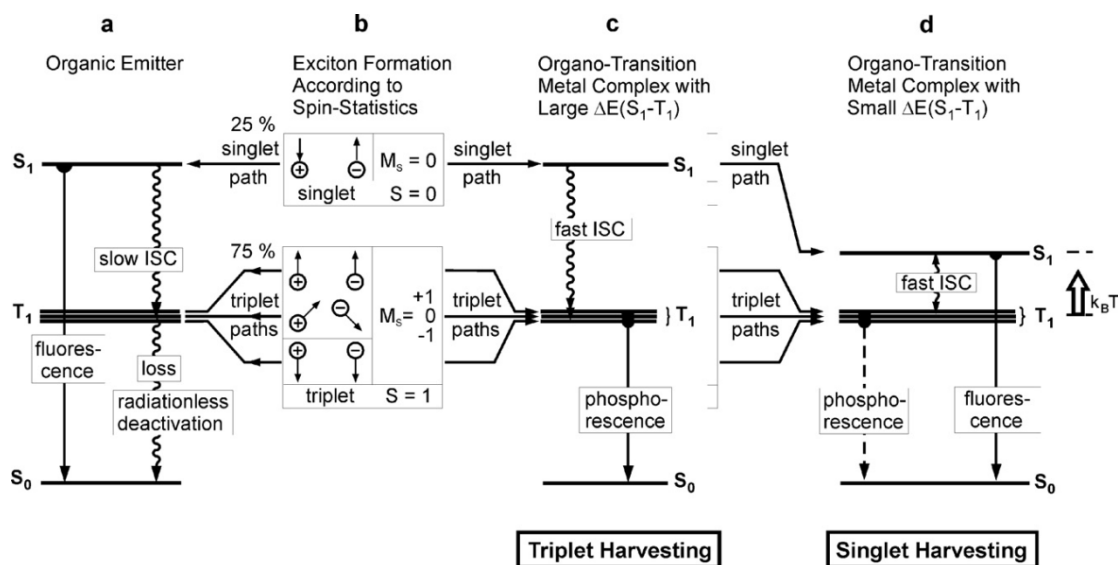 a
Organic Emitter
b
Exciton Formation
According to
Spin-Statistics
c
Organo-Transition
Metal Complex with
Large ΔE(S₁-T₁)
d
Organo-Transition
Metal Complex with
Small ΔE(S₁-T₁)
S₁
25 %
singlet
path
M_s = 0
singlet S = 0
singlet
path
S₁
singlet
path
S₁
slow ISC
fast ISC
fast ISC
k_BT
75 %
triplet
paths
+1
M_s= 0
-1
triplet S = 1
triplet
paths
triplet
paths
T₁
} T₁
} T₁
fluores-
cence
loss
radiationless
deactivation
phospho-
rescence
phospho-
rescence
fluores-
cence
S₀
S₀
S₀
Triplet Harvesting
Singlet Harvesting